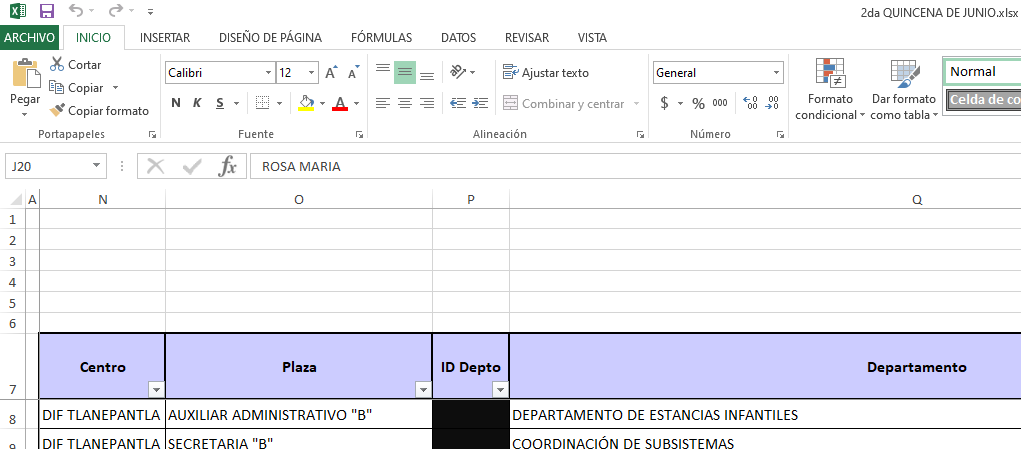 2da QUINCENA DE JUNIO.xlsx
ARCHIVO INICIO INSERTAR DISEÑO DE PÁGINA FÓRMULAS DATOS REVISAR VISTA
Pegar
Cortar
Copiar
Copiar formato
Portapapeles
Calibri 12
N K S
Fuente
Ajustar texto
Combinar y centrar
Alineación
General
$ % 000
Número
Formato condicional
Dar formato como tabla
Normal
Celda de co
J20 fx ROSA MARIA
A N O P Q
1
2
3
4
5
6
7 Centro Plaza ID Depto Departamento
8 DIF TLANEPANTLA AUXILIAR ADMINISTRATIVO "B" DEPARTAMENTO DE ESTANCIAS INFANTILES
9 DIF TLANEPANTLA SECRETARIA "B" COORDINACIÓN DE SUBSISTEMAS